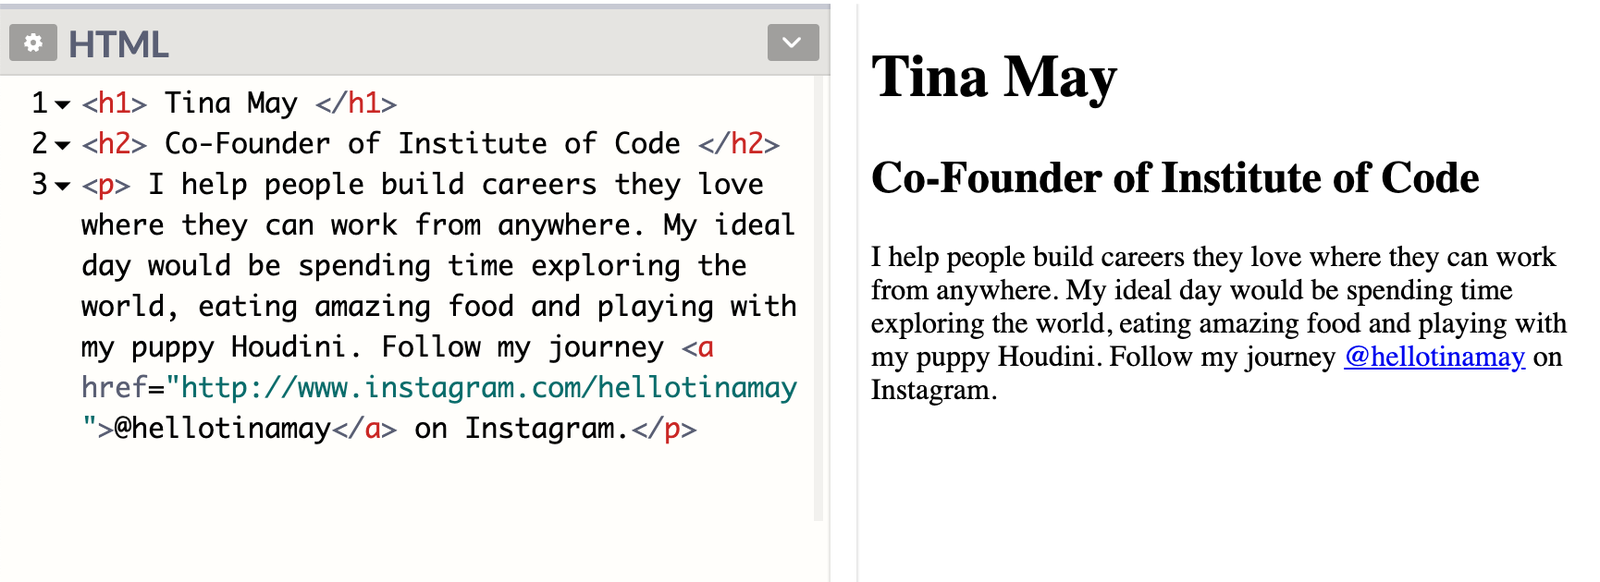 HTML
1 <h1> Tina May </h1>
2 <h2> Co-Founder of Institute of Code </h2>
3 <p> I help people build careers they love
where they can work from anywhere. My ideal
day would be spending time exploring the
world, eating amazing food and playing with
my puppy Houdini. Follow my journey <a
href="http://www.instagram.com/hellotinamay
">@hellotinamay</a> on Instagram.</p>
Tina May
Co-Founder of Institute of Code
I help people build careers they love where they can work
from anywhere. My ideal day would be spending time
exploring the world, eating amazing food and playing with
my puppy Houdini. Follow my journey @hellotinamay on
Instagram.